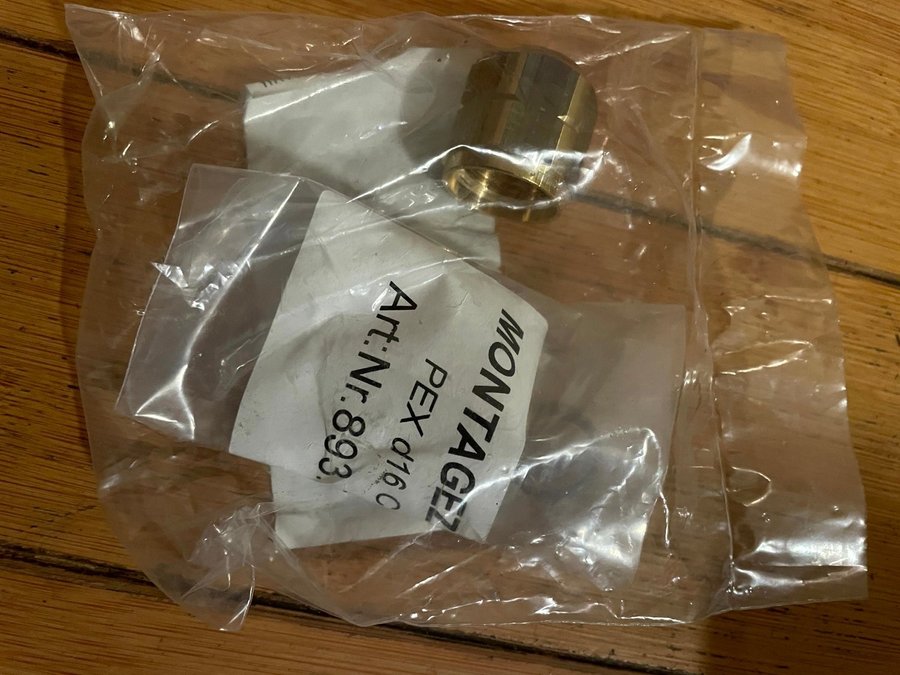 MONTAGEZ
PEX d16 C
Art.Nr. 893.